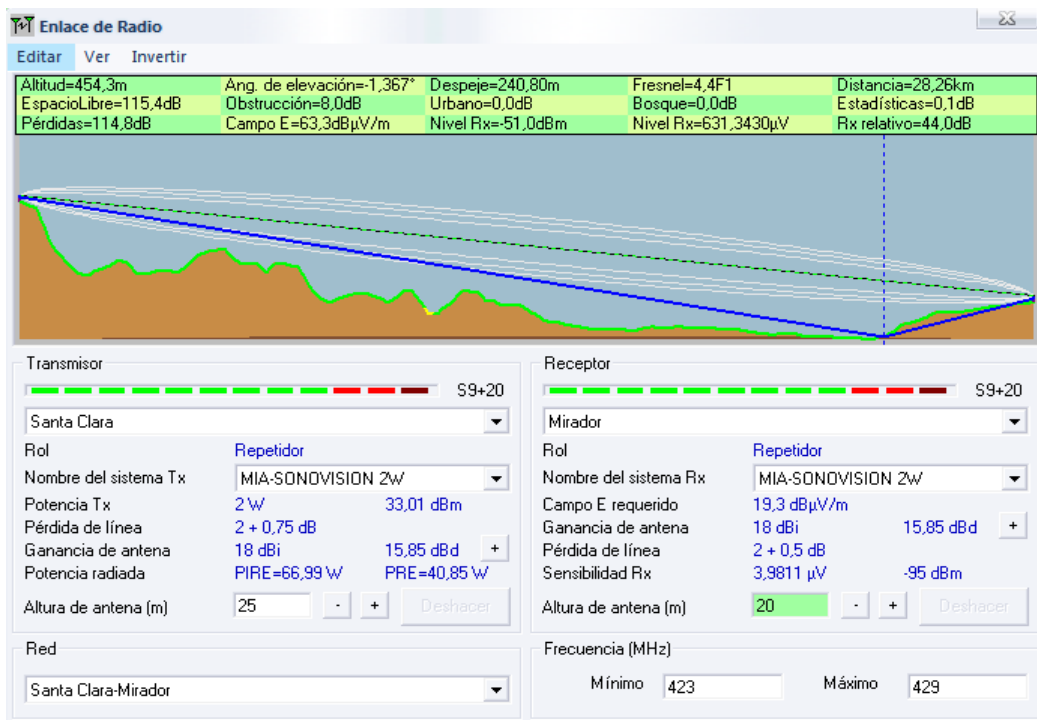 Enlace de Radio
Editar Ver Invertir
Altitud=454,3m Ang. de elevación=-1,367° Despeje=240,80m Fresnel=4,4F1 Distancia=28,26km
EspacioLibre=115,4dB Obstrucción=8,0dB Urbano=0,0dB Bosque=0,0dB Estadísticas=0,1dB
Pérdidas=114,8dB Campo E=63,3dBµV/m Nivel Rx=-51,0dBm Nivel Rx=631,3430µV Rx relativo=44,0dB
Transmisor
S9+20
Santa Clara
Rol Repetidor
Nombre del sistema Tx MIA-SONOVISION 2W
Potencia Tx 2 W 33,01 dBm
Pérdida de línea 2 + 0,75 dB
Ganancia de antena 18 dBi 15,85 dBd +
Potencia radiada PIRE=66,99 W PRE=40,85 W
Altura de antena (m) 25 - + Deshacer
Red
Santa Clara-Mirador
Receptor
S9+20
Mirador
Rol Repetidor
Nombre del sistema Rx MIA-SONOVISION 2W
Campo E requerido 19,3 dBµV/m
Ganancia de antena 18 dBi 15,85 dBd +
Pérdida de línea 2 + 0,5 dB
Sensibilidad Rx 3,9811 µV -95 dBm
Altura de antena (m) 20 - + Deshacer
Frecuencia (MHz)
Mínimo 423 Máximo 429